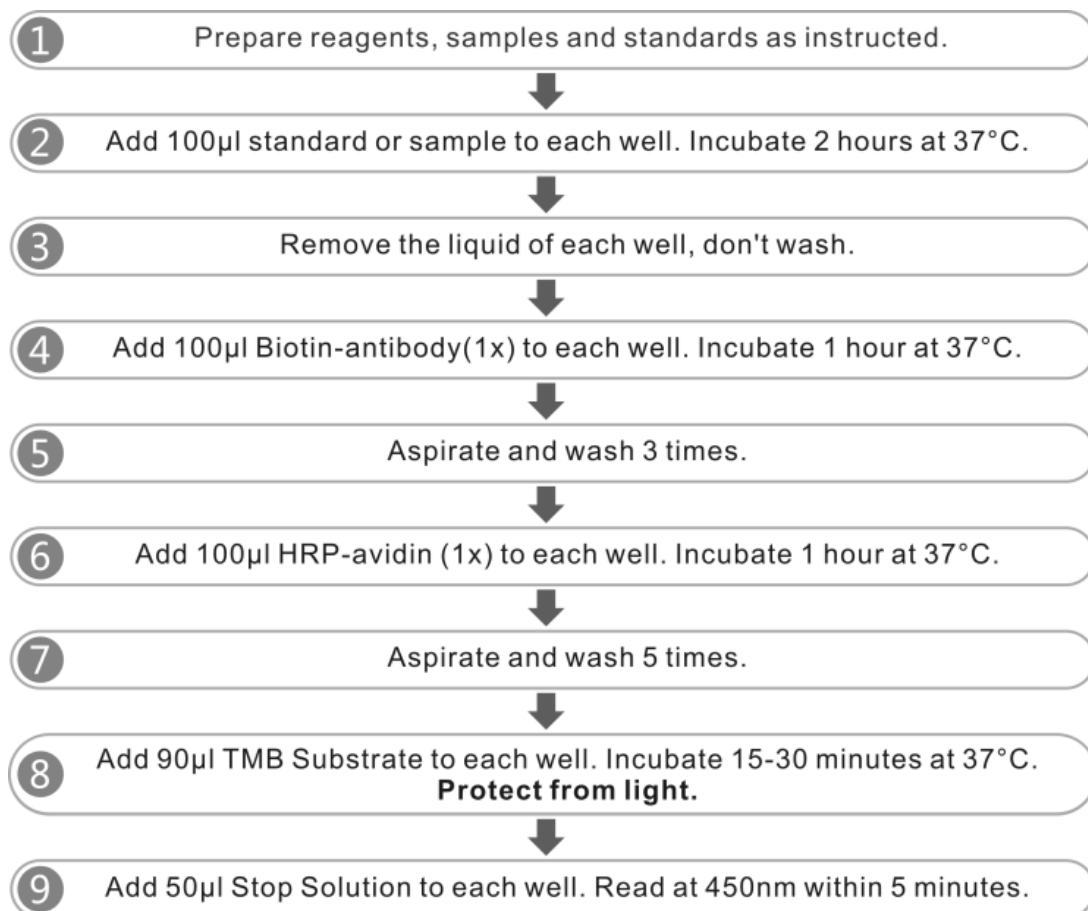 1 Prepare reagents, samples and standards as instructed.
2 Add 100μl standard or sample to each well. Incubate 2 hours at 37°C.
3 Remove the liquid of each well, don't wash.
4 Add 100μl Biotin-antibody(1x) to each well. Incubate 1 hour at 37°C.
5 Aspirate and wash 3 times.
6 Add 100μl HRP-avidin (1x) to each well. Incubate 1 hour at 37°C.
7 Aspirate and wash 5 times.
8 Add 90μl TMB Substrate to each well. Incubate 15-30 minutes at 37°C.
Protect from light.
9 Add 50μl Stop Solution to each well. Read at 450nm within 5 minutes.